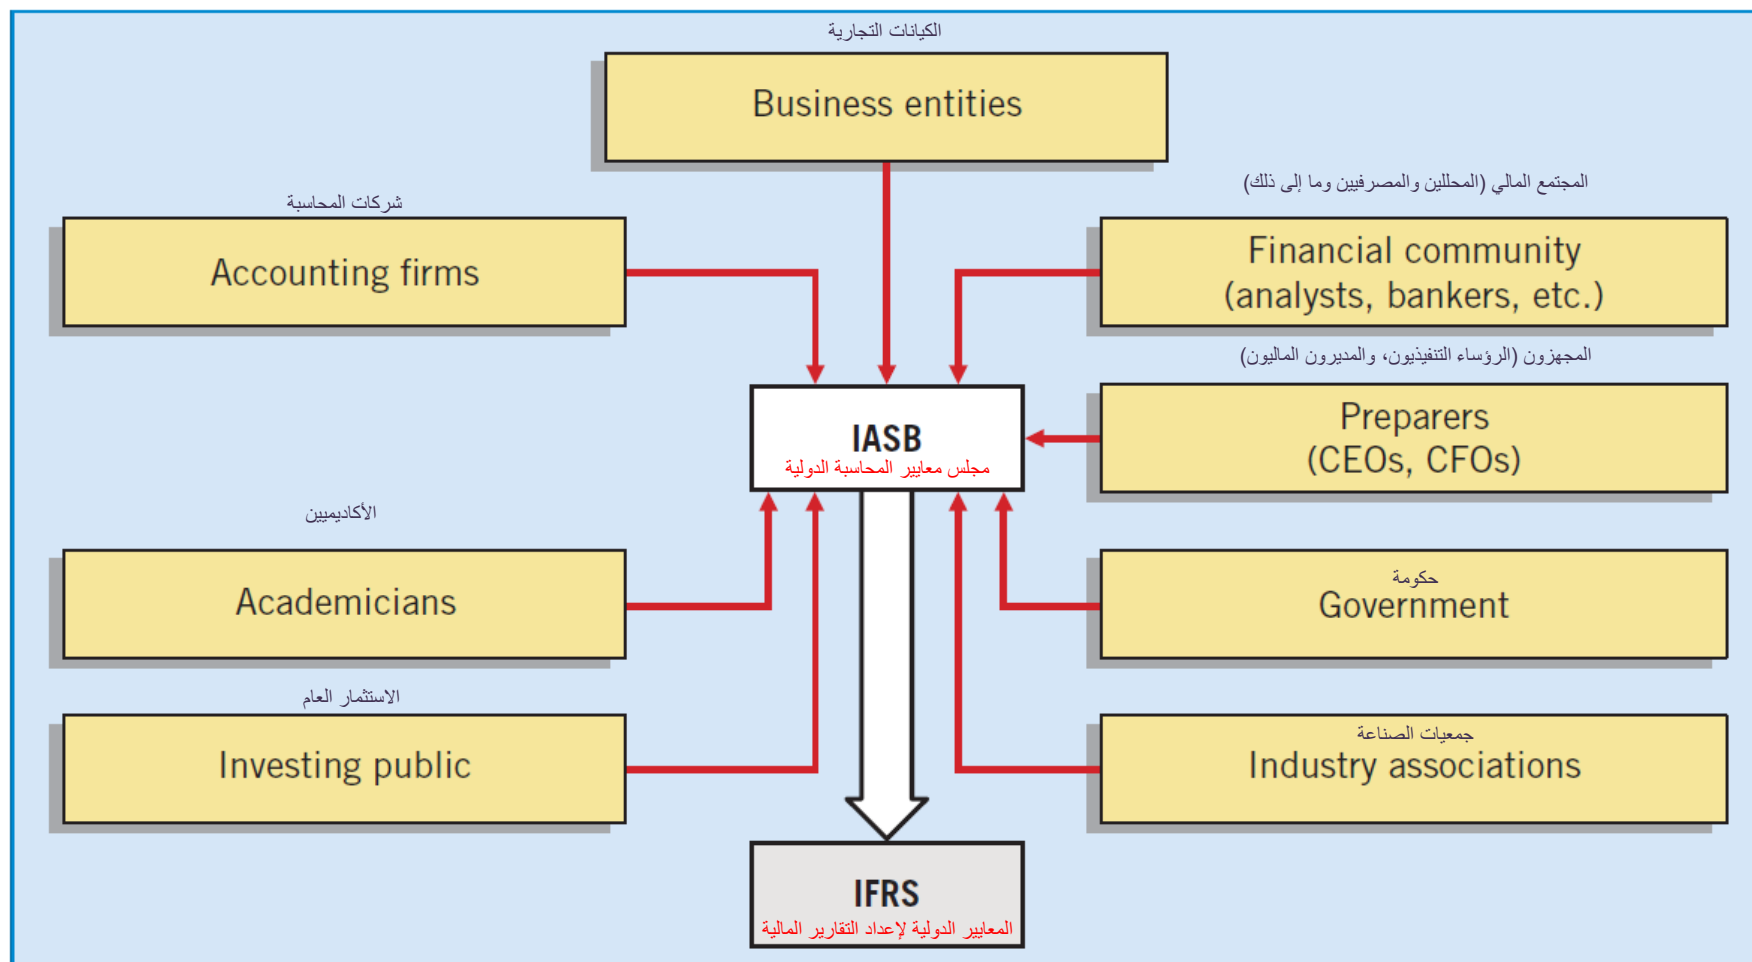 الكيانات التجارية
Business entities
شركات المحاسبة
Accounting firms
المجتمع المالي (المحللين والمصرفيين وما إلى ذلك)
Financial community
(analysts, bankers, etc.)
المجهزون (الرؤساء التنفيذيون، والمديرون الماليون)
Preparers
(CEOs, CFOs)
IASB
مجلس معايير المحاسبة الدولية
الأكاديميين
Academicians
حكومة
Government
الاستثمار العام
Investing public
جمعيات الصناعة
Industry associations
IFRS
المعايير الدولية لإعداد التقارير المالية